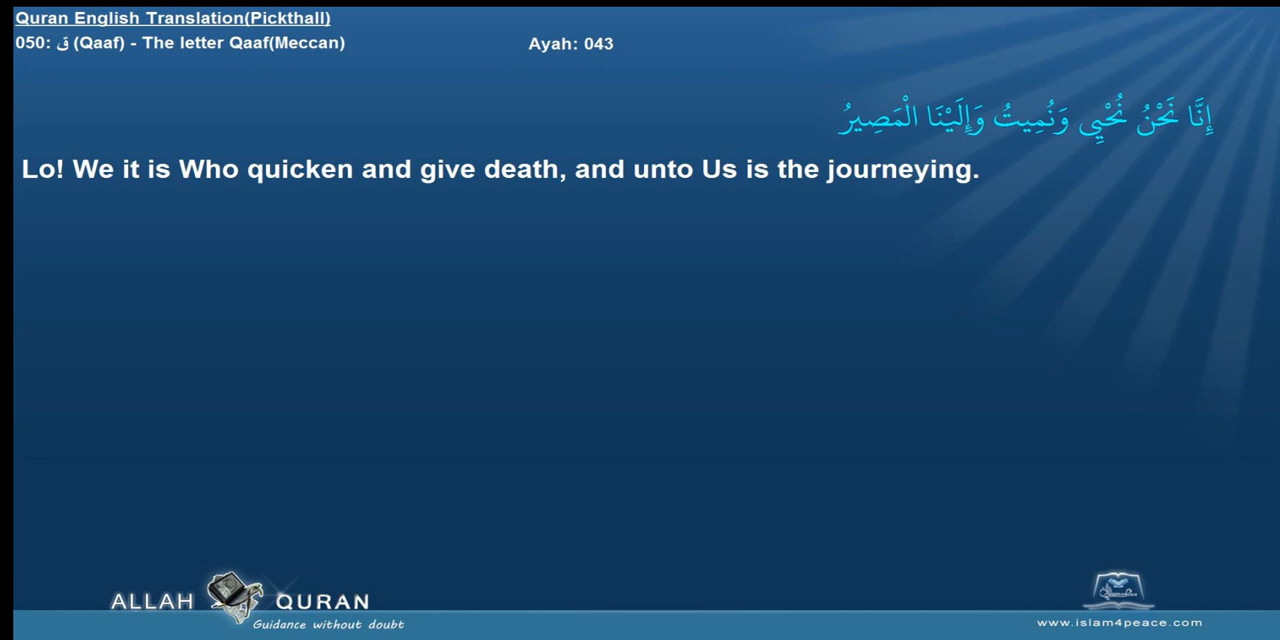 Quran English Translation(Pickthall)
050: ق (Qaaf) - The letter Qaaf(Meccan) Ayah: 043
إِنَّا نَحْنُ نُحْيِي وَنُمِيتُ وَإِلَيْنَا الْمَصِيرُ
Lo! We it is Who quicken and give death, and unto Us is the journeying.
ALLAH QURAN
Guidance without doubt
www.islam4peace.com